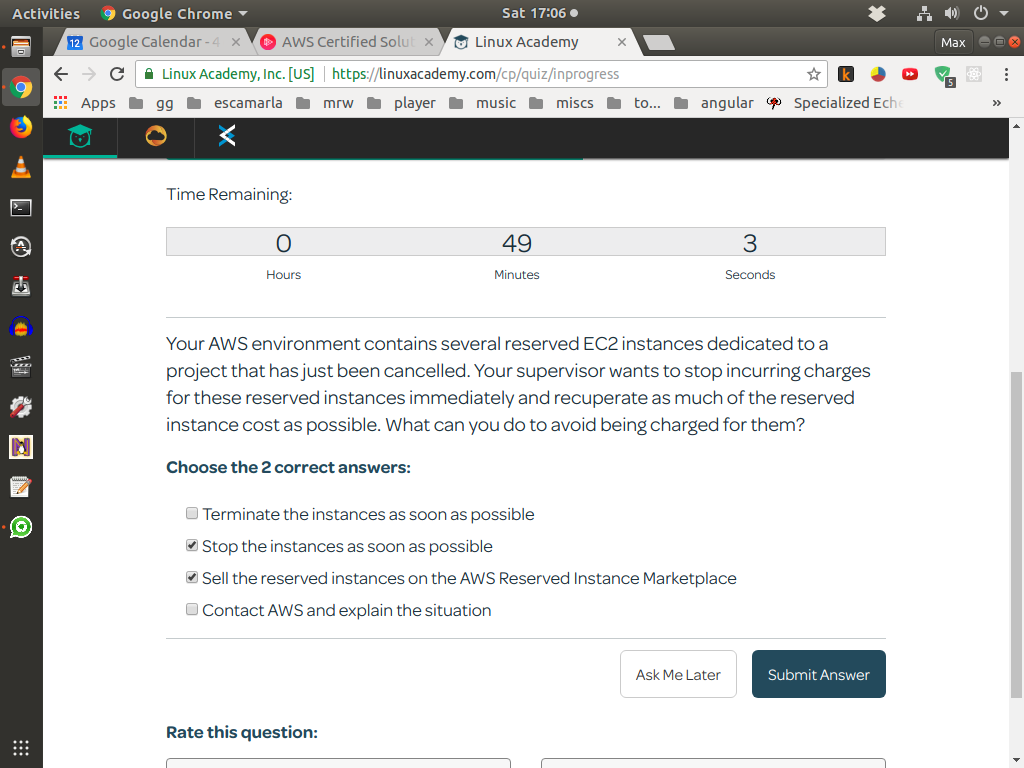 Activities Google Chrome Sat 17:06
Google Calendar - 4 AWS Certified Solut Linux Academy Max
Linux Academy, Inc. [US] https://linuxacademy.com/cp/quiz/inprogress
Apps gg escamarla mrw player music miscs to... angular Specialized Eche »
Time Remaining:
0 49 3
Hours Minutes Seconds
Your AWS environment contains several reserved EC2 instances dedicated to a
project that has just been cancelled. Your supervisor wants to stop incurring charges
for these reserved instances immediately and recuperate as much of the reserved
instance cost as possible. What can you do to avoid being charged for them?
Choose the 2 correct answers:
Terminate the instances as soon as possible
Stop the instances as soon as possible
Sell the reserved instances on the AWS Reserved Instance Marketplace
Contact AWS and explain the situation
Ask Me Later Submit Answer
Rate this question: